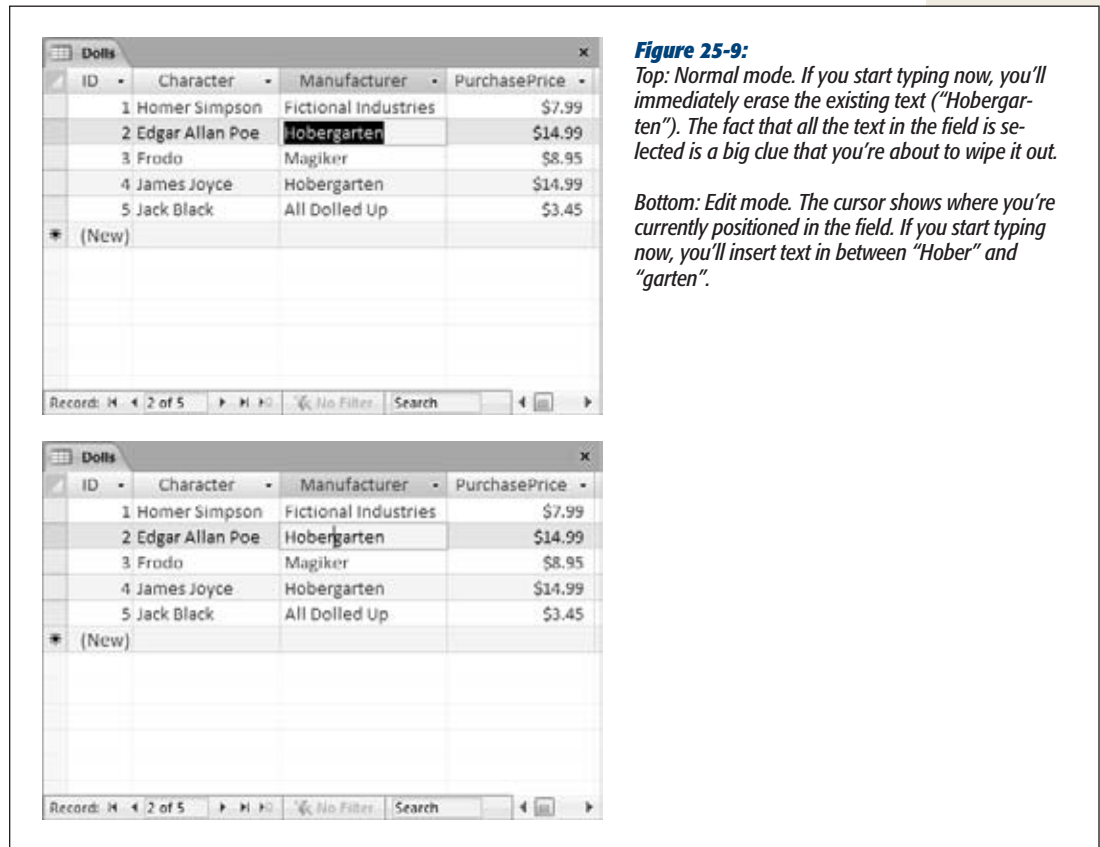 Dolls
ID Character Manufacturer PurchasePrice
1 Homer Simpson Fictional Industries $7.99
2 Edgar Allan Poe Hobergarten $14.99
3 Frodo Magiker $8.95
4 James Joyce Hobergarten $14.99
5 Jack Black All Dolled Up $3.45
(New)
Record: 2 of 5 No Filter Search
Figure 25-9:
Top: Normal mode. If you start typing now, you’ll
immediately erase the existing text (“Hobergar-
ten”). The fact that all the text in the field is se-
lected is a big clue that you’re about to wipe it out.
Bottom: Edit mode. The cursor shows where you’re
currently positioned in the field. If you start typing
now, you’ll insert text in between “Hober” and
“garten”.
Dolls
ID Character Manufacturer PurchasePrice
1 Homer Simpson Fictional Industries $7.99
2 Edgar Allan Poe Hobergarten $14.99
3 Frodo Magiker $8.95
4 James Joyce Hobergarten $14.99
5 Jack Black All Dolled Up $3.45
(New)
Record: 2 of 5 No Filter Search